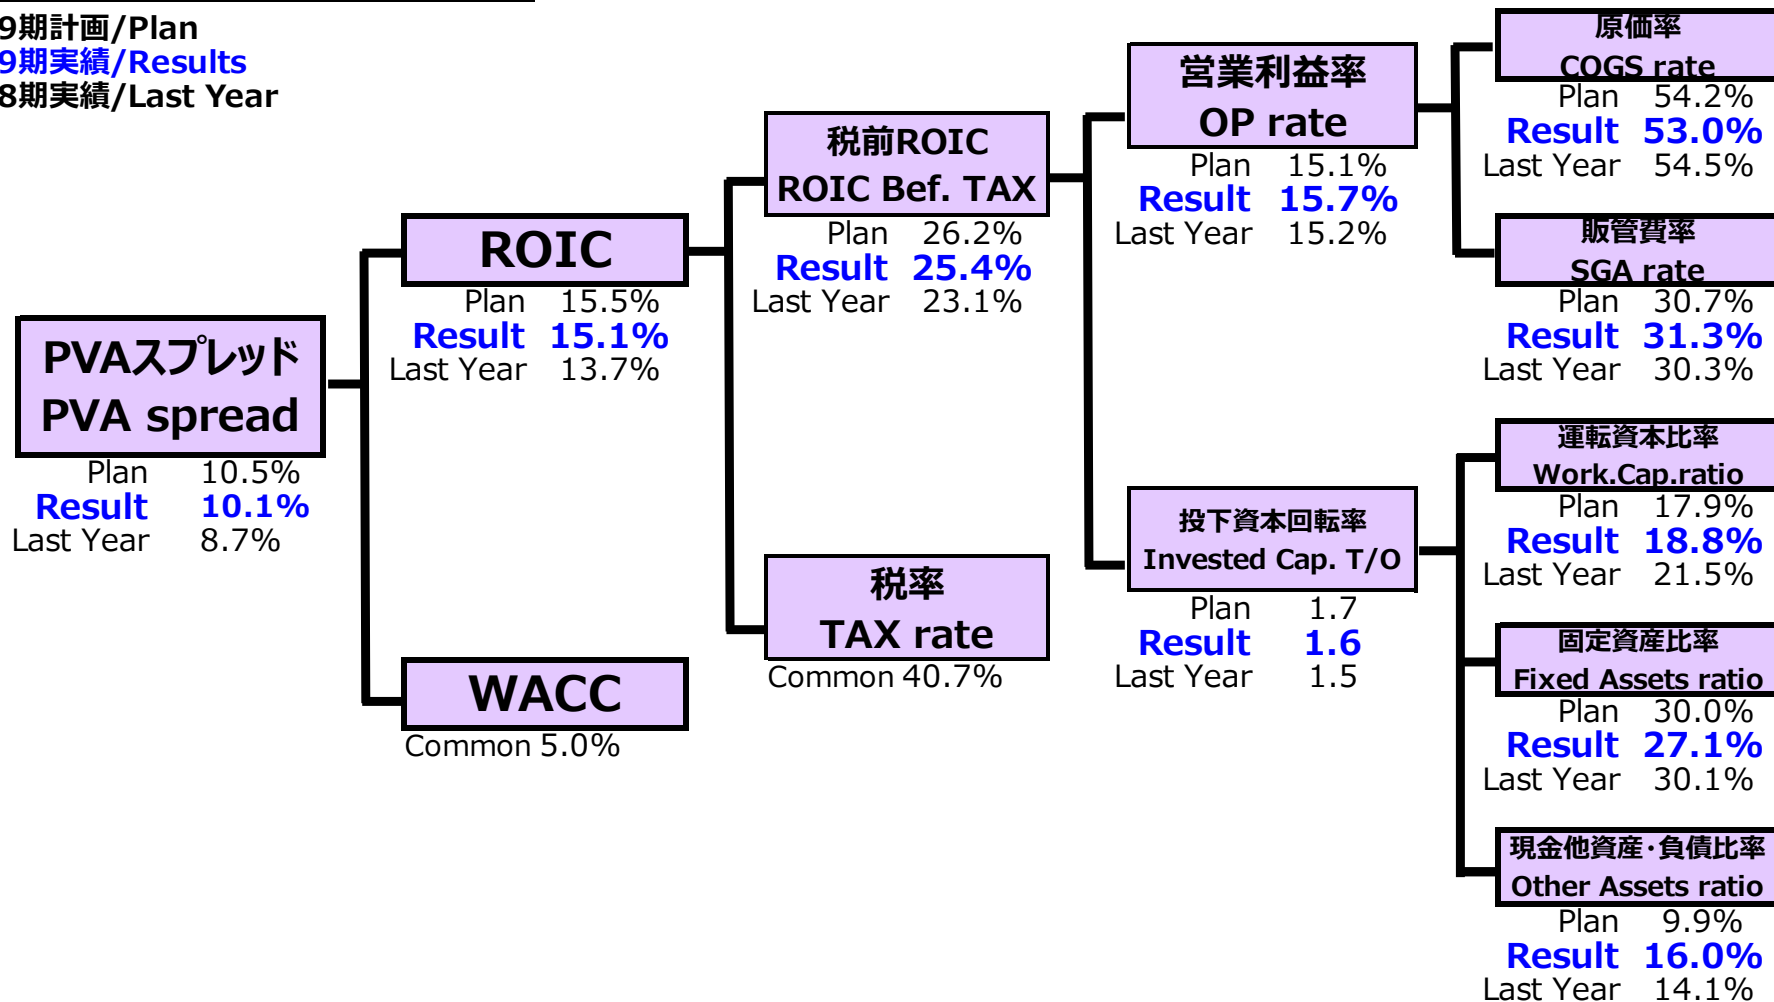 9期計画/Plan
9期実績/Results
8期実績/Last Year
PVAスプレッド
PVA spread
Plan 10.5%
Result 10.1%
Last Year 8.7%
ROIC
Plan 15.5%
Result 15.1%
Last Year 13.7%
WACC
Common 5.0%
税前ROIC
ROIC Bef. TAX
Plan 26.2%
Result 25.4%
Last Year 23.1%
税率
TAX rate
Common 40.7%
営業利益率
OP rate
Plan 15.1%
Result 15.7%
Last Year 15.2%
投下資本回転率
Invested Cap. T/O
Plan 1.7
Result 1.6
Last Year 1.5
原価率
COGS rate
Plan 54.2%
Result 53.0%
Last Year 54.5%
販管費率
SGA rate
Plan 30.7%
Result 31.3%
Last Year 30.3%
運転資本比率
Work.Cap.ratio
Plan 17.9%
Result 18.8%
Last Year 21.5%
固定資産比率
Fixed Assets ratio
Plan 30.0%
Result 27.1%
Last Year 30.1%
現金他資産・負債比率
Other Assets ratio
Plan 9.9%
Result 16.0%
Last Year 14.1%